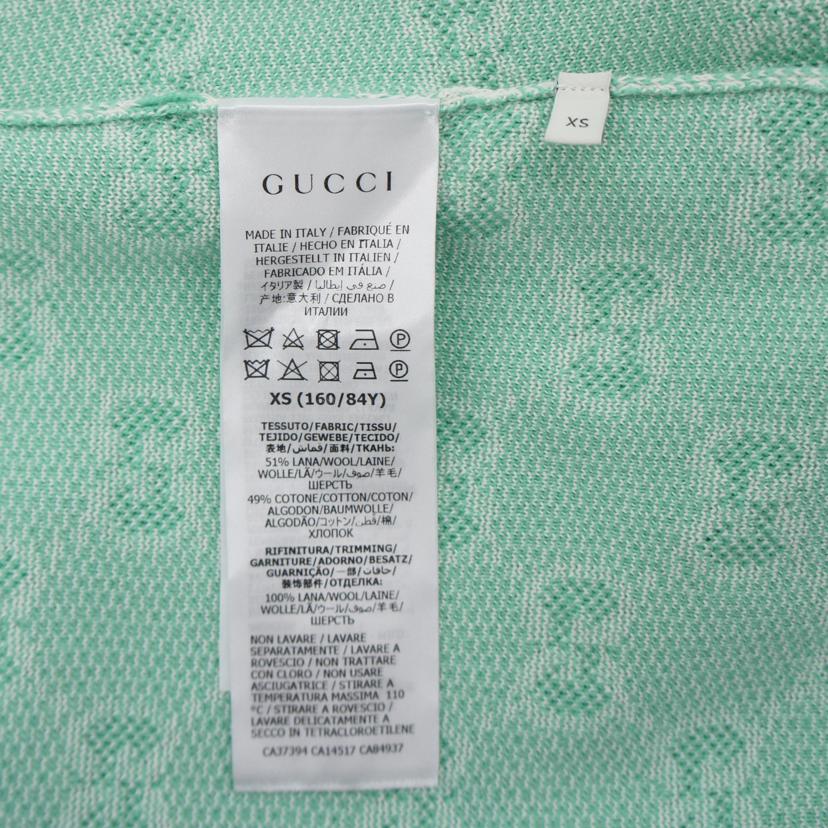 XS
GUCCI
MADE IN ITALY / FABRIQUÉ EN
ITALIE / HECHO EN ITALIA /
HERGESTELLT IN ITALIEN /
FABRICADO EM ITÁLIA /
イタリア製 / صنع في إيطاليا /
产地:意大利 / СДЕЛАНО В
ИТАЛИИ
P
P
XS (160/84Y)
TESSUTO/FABRIC/TISSU/
TEJIDO/GEWEBE/TECIDO/
表地/قماش/面料/ТКАНЬ:
51% LANA/WOOL/LAINE/
WOLLE/LÃ/ウール/صوف/羊毛/
ШЕРСТЬ
49% COTONE/COTTON/COTON/
ALGODON/BAUMWOLLE/
ALGODÃO/コットン/قطن/棉/
ХЛОПОК
RIFINITURA/TRIMMING/
GARNITURE/ADORNO/BESATZ/
GUARNIÇÃO/一部/حافات/
装饰部件/ОТДЕЛКА:
100% LANA/WOOL/LAINE/
WOLLE/LÃ/ウール/صوف/羊毛/
ШЕРСТЬ
NON LAVARE / LAVARE
SEPARATAMENTE / LAVARE A
ROVESCIO / NON TRATTARE
CON CLORO / NON USARE
ASCIUGATRICE / STIRARE A
TEMPERATURA MASSIMA 110
°C / STIRARE A ROVESCIO /
LAVARE DELICATAMENTE A
SECCO IN TETRACLOROETILENE
CA37394 CA14517 CA84937